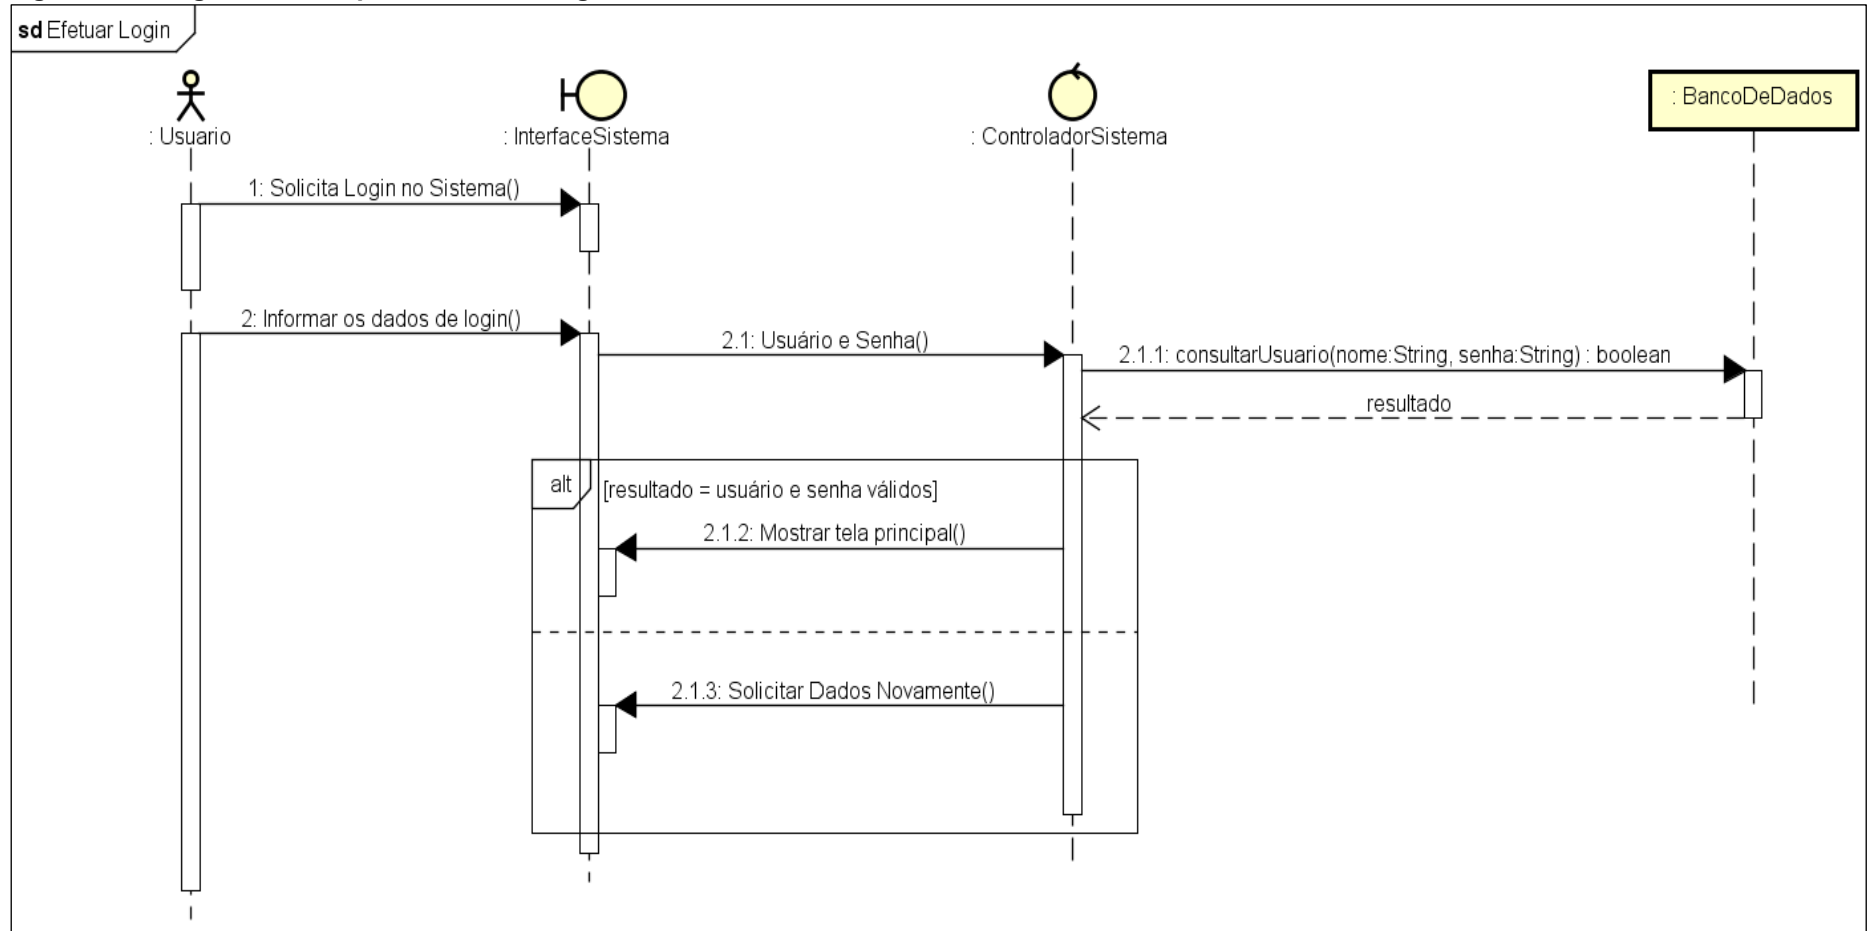 sd Efetuar Login
: Usuario
: InterfaceSistema
: ControladorSistema
: BancoDeDados
1: Solicita Login no Sistema()
2: Informar os dados de login()
2.1: Usuário e Senha()
2.1.1: consultarUsuario(nome:String, senha:String) : boolean
resultado
alt
[resultado = usuário e senha válidos]
2.1.2: Mostrar tela principal()
2.1.3: Solicitar Dados Novamente()